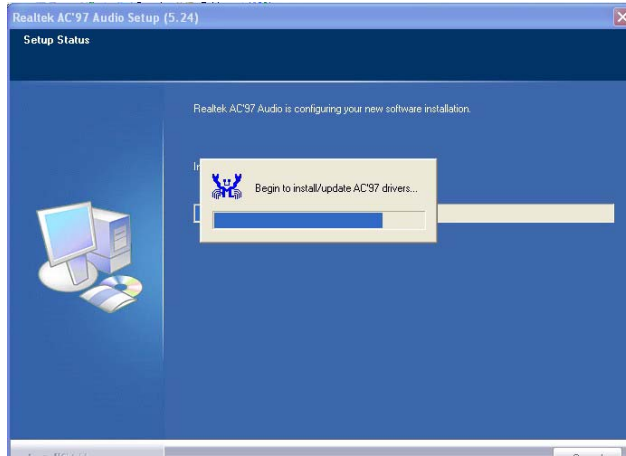 Realtek AC'97 Audio Setup (5.24)
Setup Status
Realtek AC'97 Audio is configuring your new software installation.
Begin to install/update AC'97 drivers...